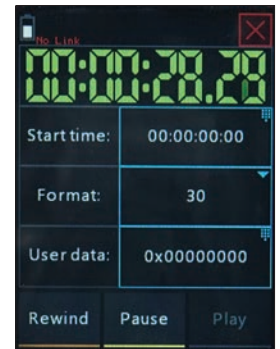 No Link
00:00:28.29
Start time: 00:00:00:00
Format: 30
User data: 0x00000000
Rewind Pause Play